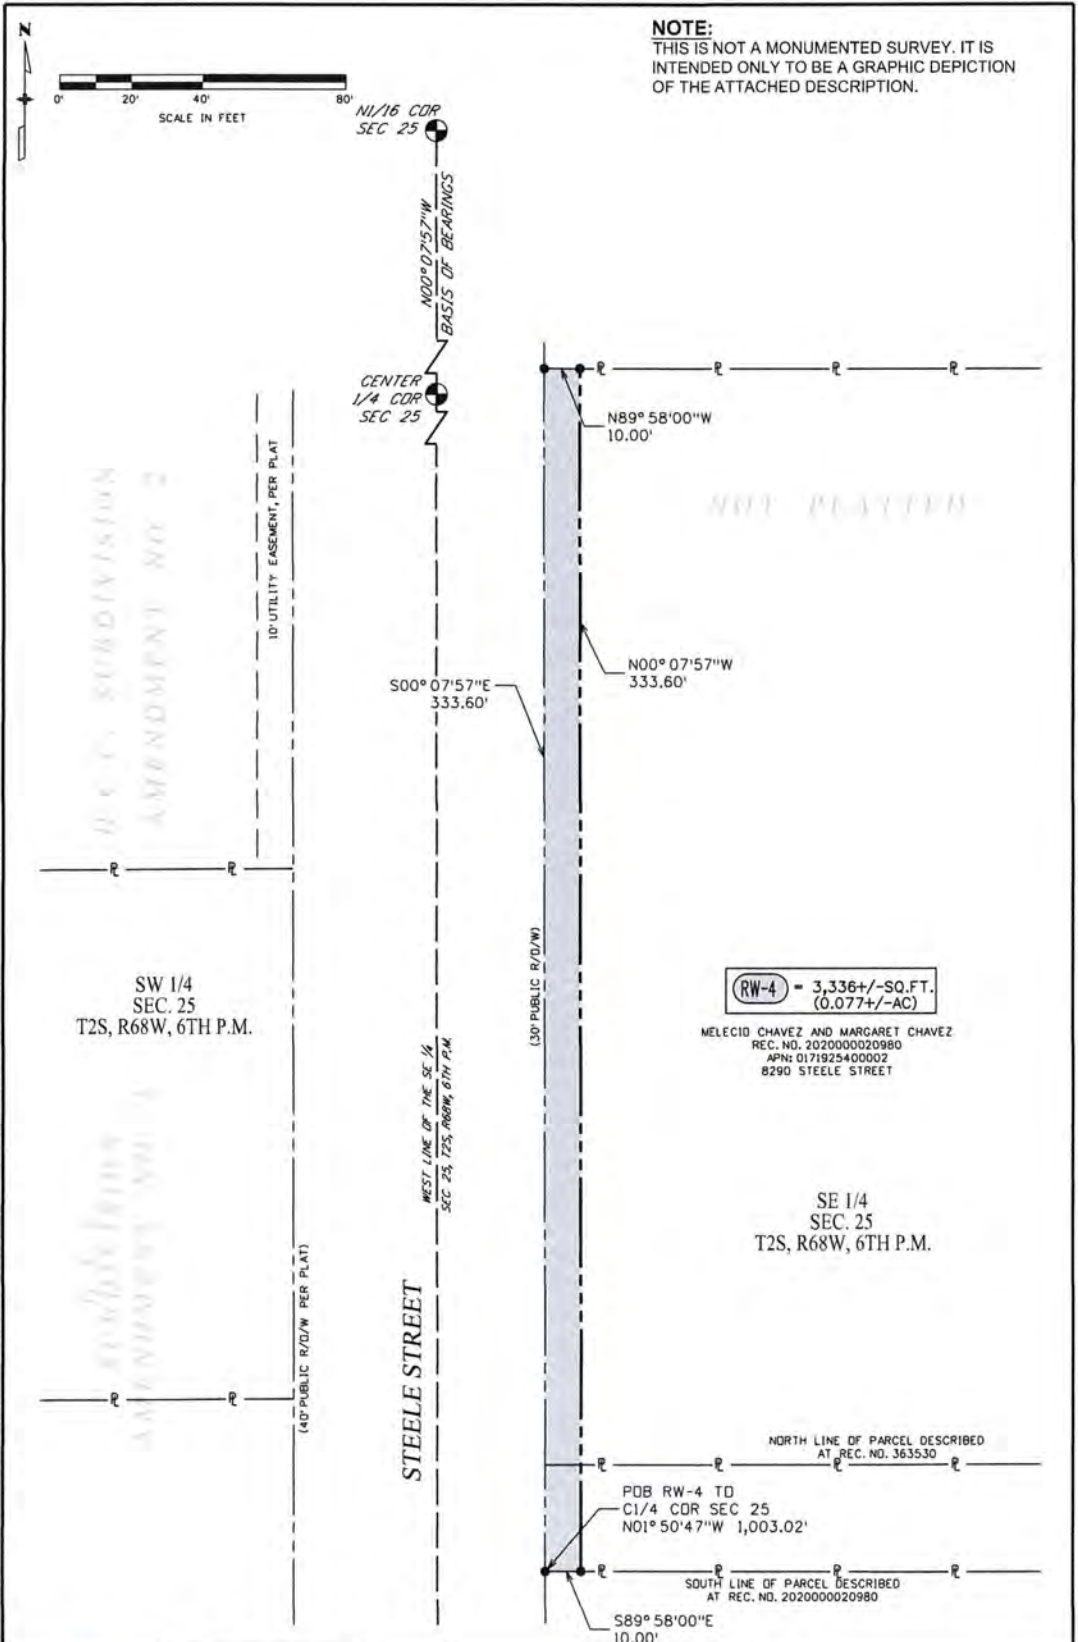 N
NOTE:
THIS IS NOT A MONUMENTED SURVEY. IT IS
INTENDED ONLY TO BE A GRAPHIC DEPICTION
OF THE ATTACHED DESCRIPTION.
0' 20' 40' 80'
SCALE IN FEET
N1/16 COR
SEC 25
N00°07'57"W
BASIS OF BEARINGS
CENTER
1/4 COR
SEC 25
N89°58'00"W
10.00'
10' UTILITY EASEMENT, PER PLAT
SUBDIVISION
AMENDMENT NO 2
NOT PLATTED
N00°07'57"W
333.60'
S00°07'57"E
333.60'
(30' PUBLIC R/O/W)
SW 1/4
SEC. 25
T2S, R68W, 6TH P.M.
RW-4 = 3,336+/-SQ.FT.
(0.077+/-AC)
MELECIO CHAVEZ AND MARGARET CHAVEZ
REC. NO. 2020000020980
APN: 0171925400002
8290 STEELE STREET
WEST LINE OF THE SE 1/4
SEC 25, T2S, R68W, 6TH P.M.
SE 1/4
SEC. 25
T2S, R68W, 6TH P.M.
AMENDMENT NO
(40' PUBLIC R/O/W PER PLAT)
STEELE STREET
NORTH LINE OF PARCEL DESCRIBED
AT REC. NO. 363530
POB RW-4 TO
C1/4 COR SEC 25
N01°50'47"W 1,003.02'
SOUTH LINE OF PARCEL DESCRIBED
AT REC. NO. 2020000020980
S89°58'00"E
10.00'